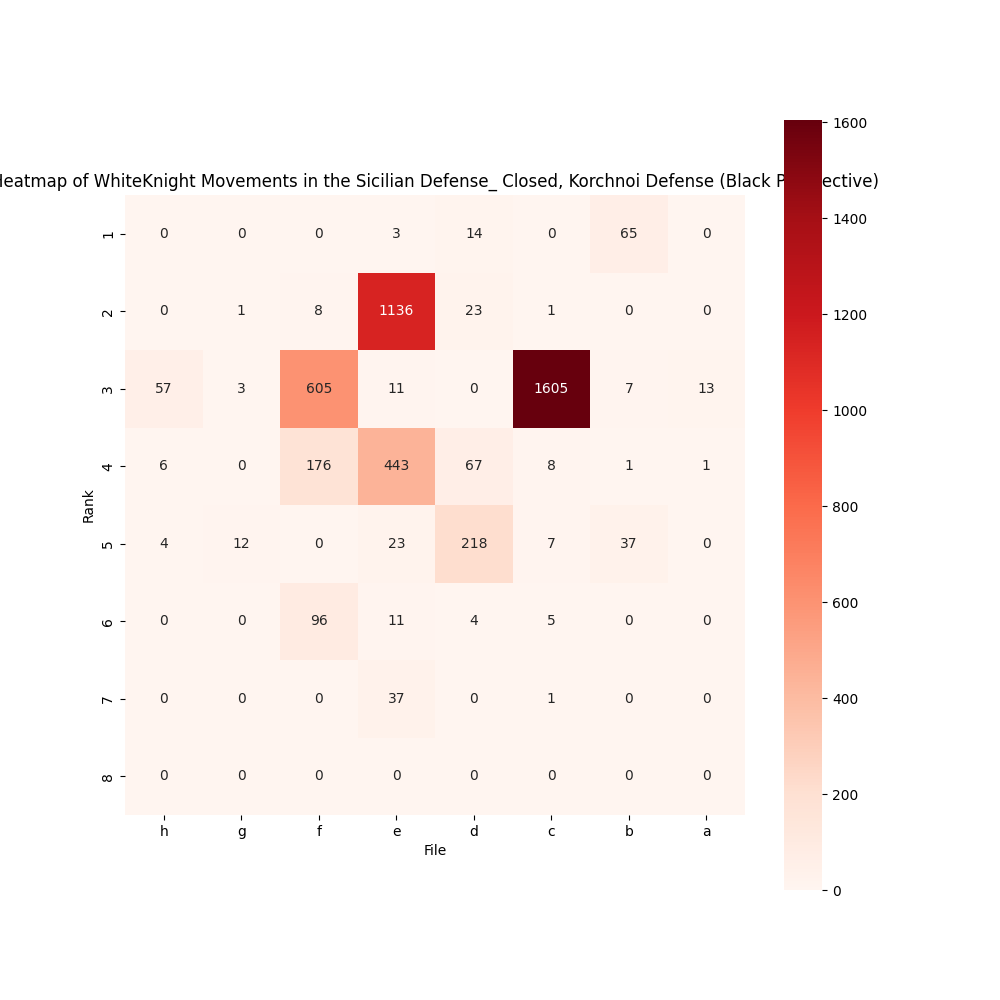 Heatmap of WhiteKnight Movements in the Sicilian Defense_ Closed, Korchnoi Defense (Black Perspective)
Rank
1 0 0 0 3 14 0 65 0
2 0 1 8 1136 23 1 0 0
3 57 3 605 11 0 1605 7 13
4 6 0 176 443 67 8 1 1
5 4 12 0 23 218 7 37 0
6 0 0 96 11 4 5 0 0
7 0 0 0 37 0 1 0 0
8 0 0 0 0 0 0 0 0
h g f e d c b a
File
1600
1400
1200
1000
800
600
400
200
0